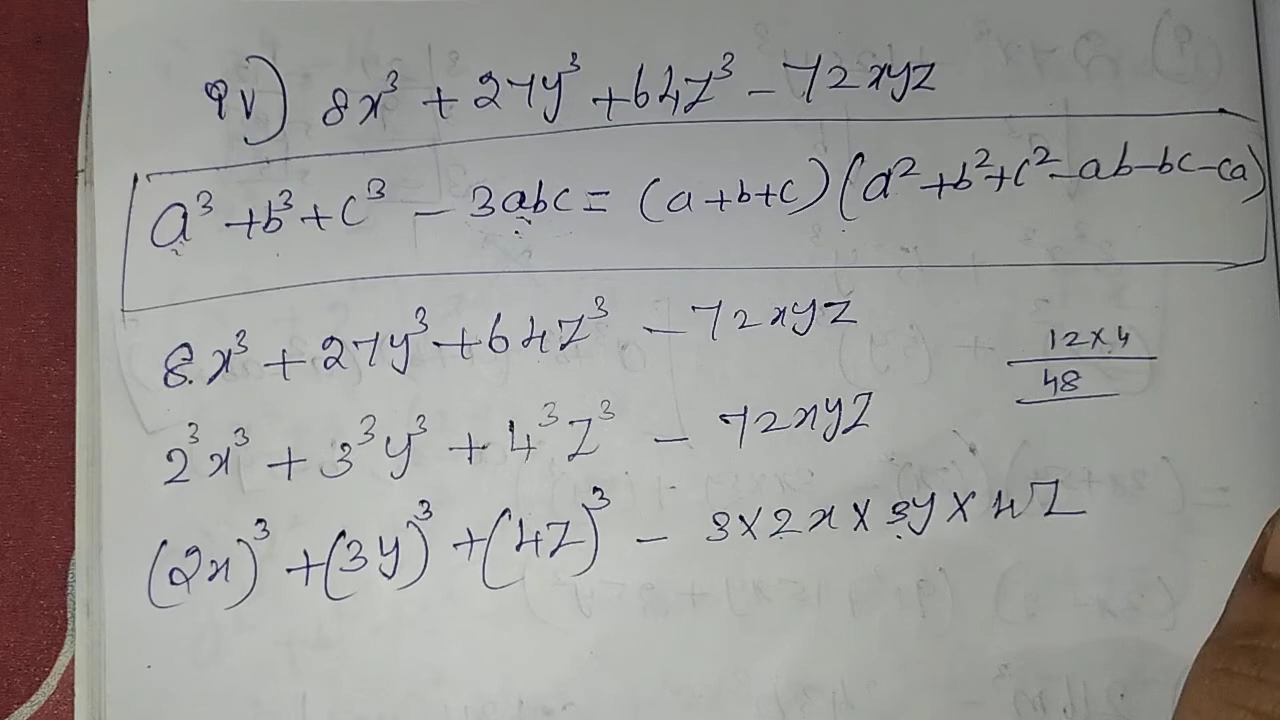 iv) 8x³ + 27y³ + 64z³ - 72xyz
a³ + b³ + c³ - 3abc = (a+b+c)(a²+b²+c²-ab-bc-ca)
8x³ + 27y³ + 64z³ - 72xyz
12×4
48
2³x³ + 3³y³ + 4³z³ - 72xyz
(2x)³ + (3y)³ + (4z)³ - 3×2x×3y×4z